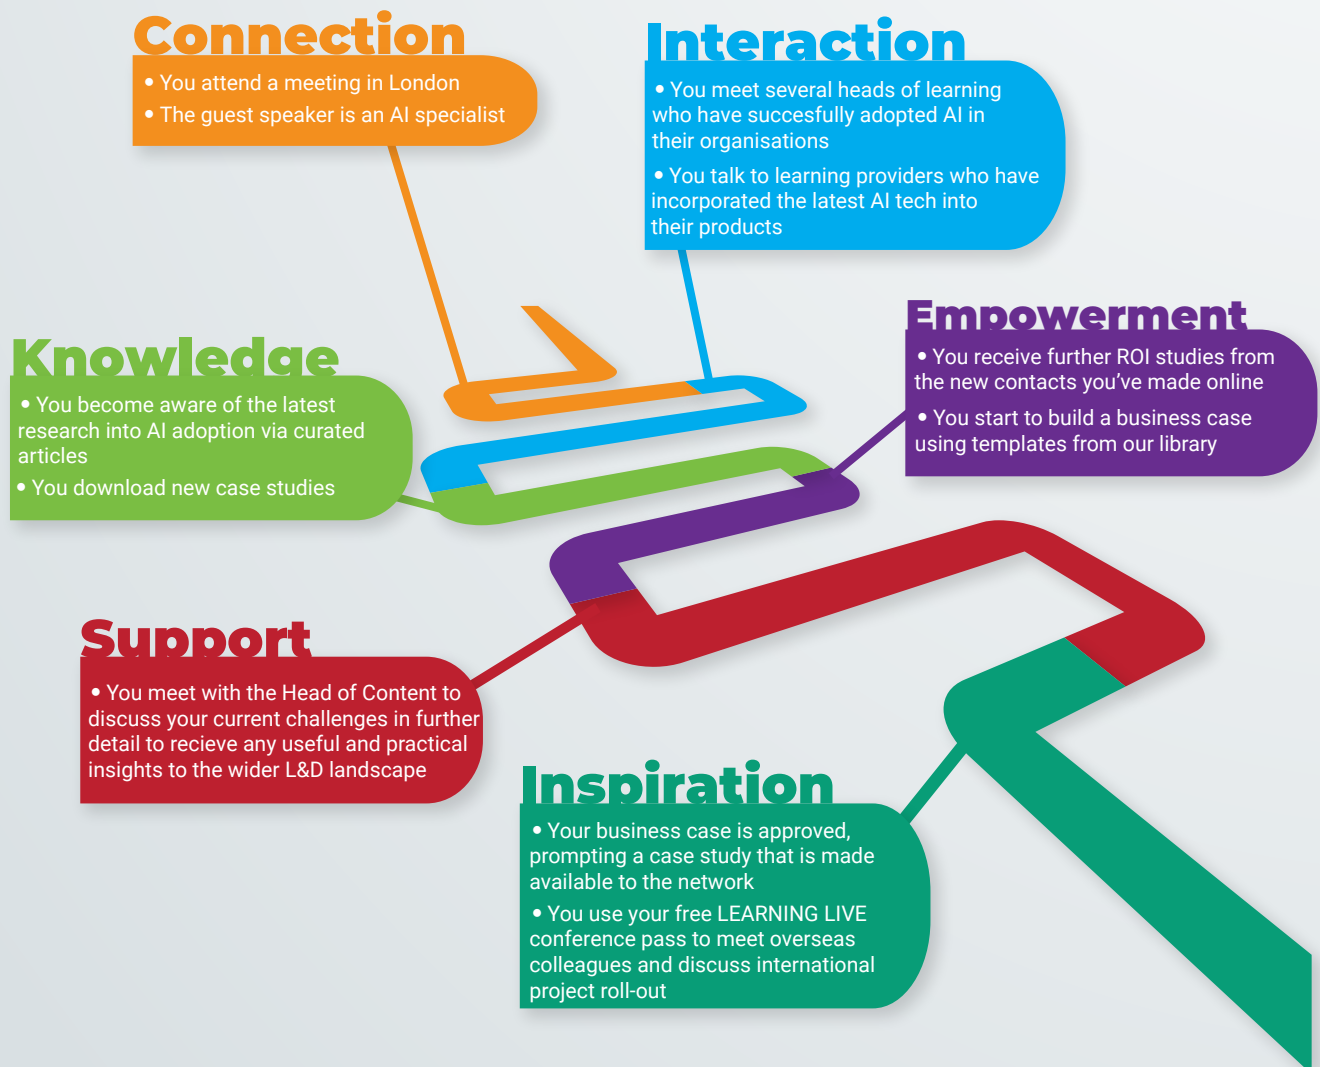 Connection
• You attend a meeting in London
• The guest speaker is an AI specialist
Interaction
• You meet several heads of learning
who have succesfully adopted AI in
their organisations
• You talk to learning providers who have
incorporated the latest AI tech into
their products
Knowledge
• You become aware of the latest
research into AI adoption via curated
articles
• You download new case studies
Empowerment
• You receive further ROI studies from
the new contacts you've made online
• You start to build a business case
using templates from our library
Support
• You meet with the Head of Content to
discuss your current challenges in further
detail to recieve any useful and practical
insights to the wider L&D landscape
Inspiration
• Your business case is approved,
prompting a case study that is made
available to the network
• You use your free LEARNING LIVE
conference pass to meet overseas
colleagues and discuss international
project roll-out